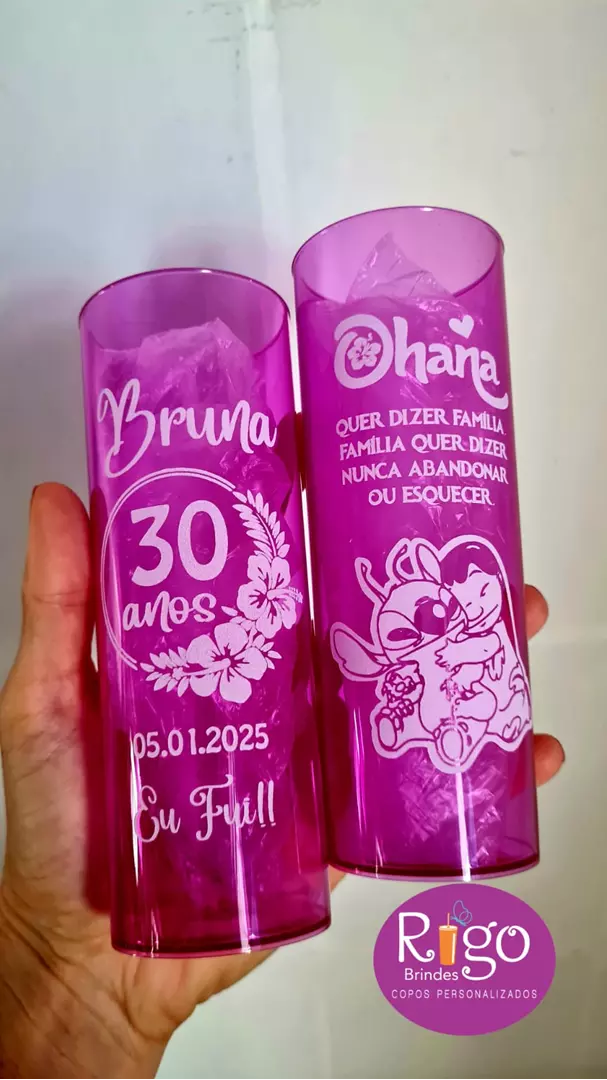 Bruna
30
anos
05.01.2025
Eu Fui!!
Ohana
QUER DIZER FAMÍLIA
FAMÍLIA QUER DIZER
NUNCA ABANDONAR
OU ESQUECER.
Rigo
Brindes
COPOS PERSONALIZADOS